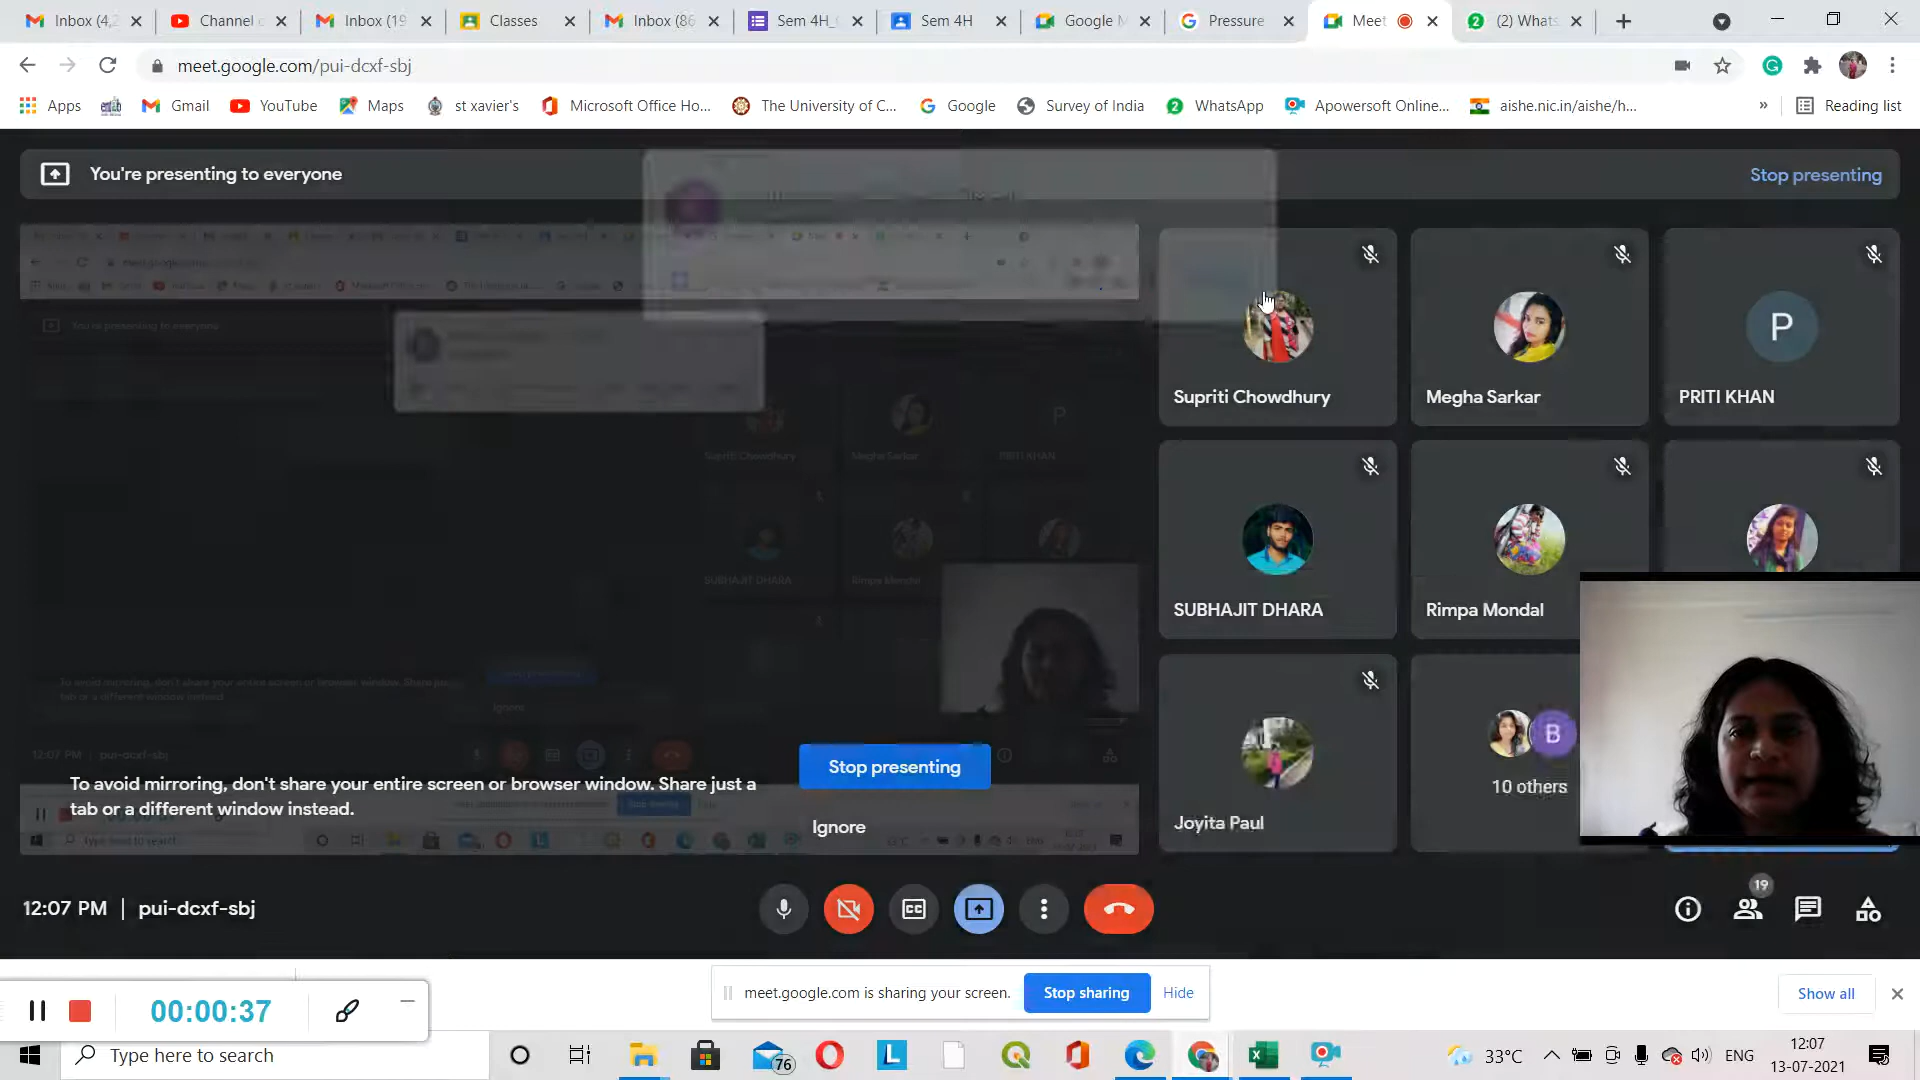 Inbox (4,2
Channel
Inbox (19
Classes
Inbox (86
Sem 4H_
Sem 4H
Google M
Pressure
Meet
(2) Whats
meet.google.com/pui-dcxf-sbj
Apps
Gmail
YouTube
Maps
st xavier's
Microsoft Office Ho...
The University of C...
Google
Survey of India
WhatsApp
Apowersoft Online...
aishe.nic.in/aishe/h...
»
Reading list
You're presenting to everyone
Stop presenting
Supriti Chowdhury
Megha Sarkar
P
PRITI KHAN
SUBHAJIT DHARA
Rimpa Mondal
Joyita Paul
B
10 others
To avoid mirroring, don't share your entire screen or browser window. Share just a
tab or a different window instead.
Stop presenting
Ignore
12:07 PM | pui-dcxf-sbj
19
meet.google.com is sharing your screen.
Stop sharing
Hide
Show all
00:00:37
Type here to search
76
L
33°C
ENG
12:07
13-07-2021